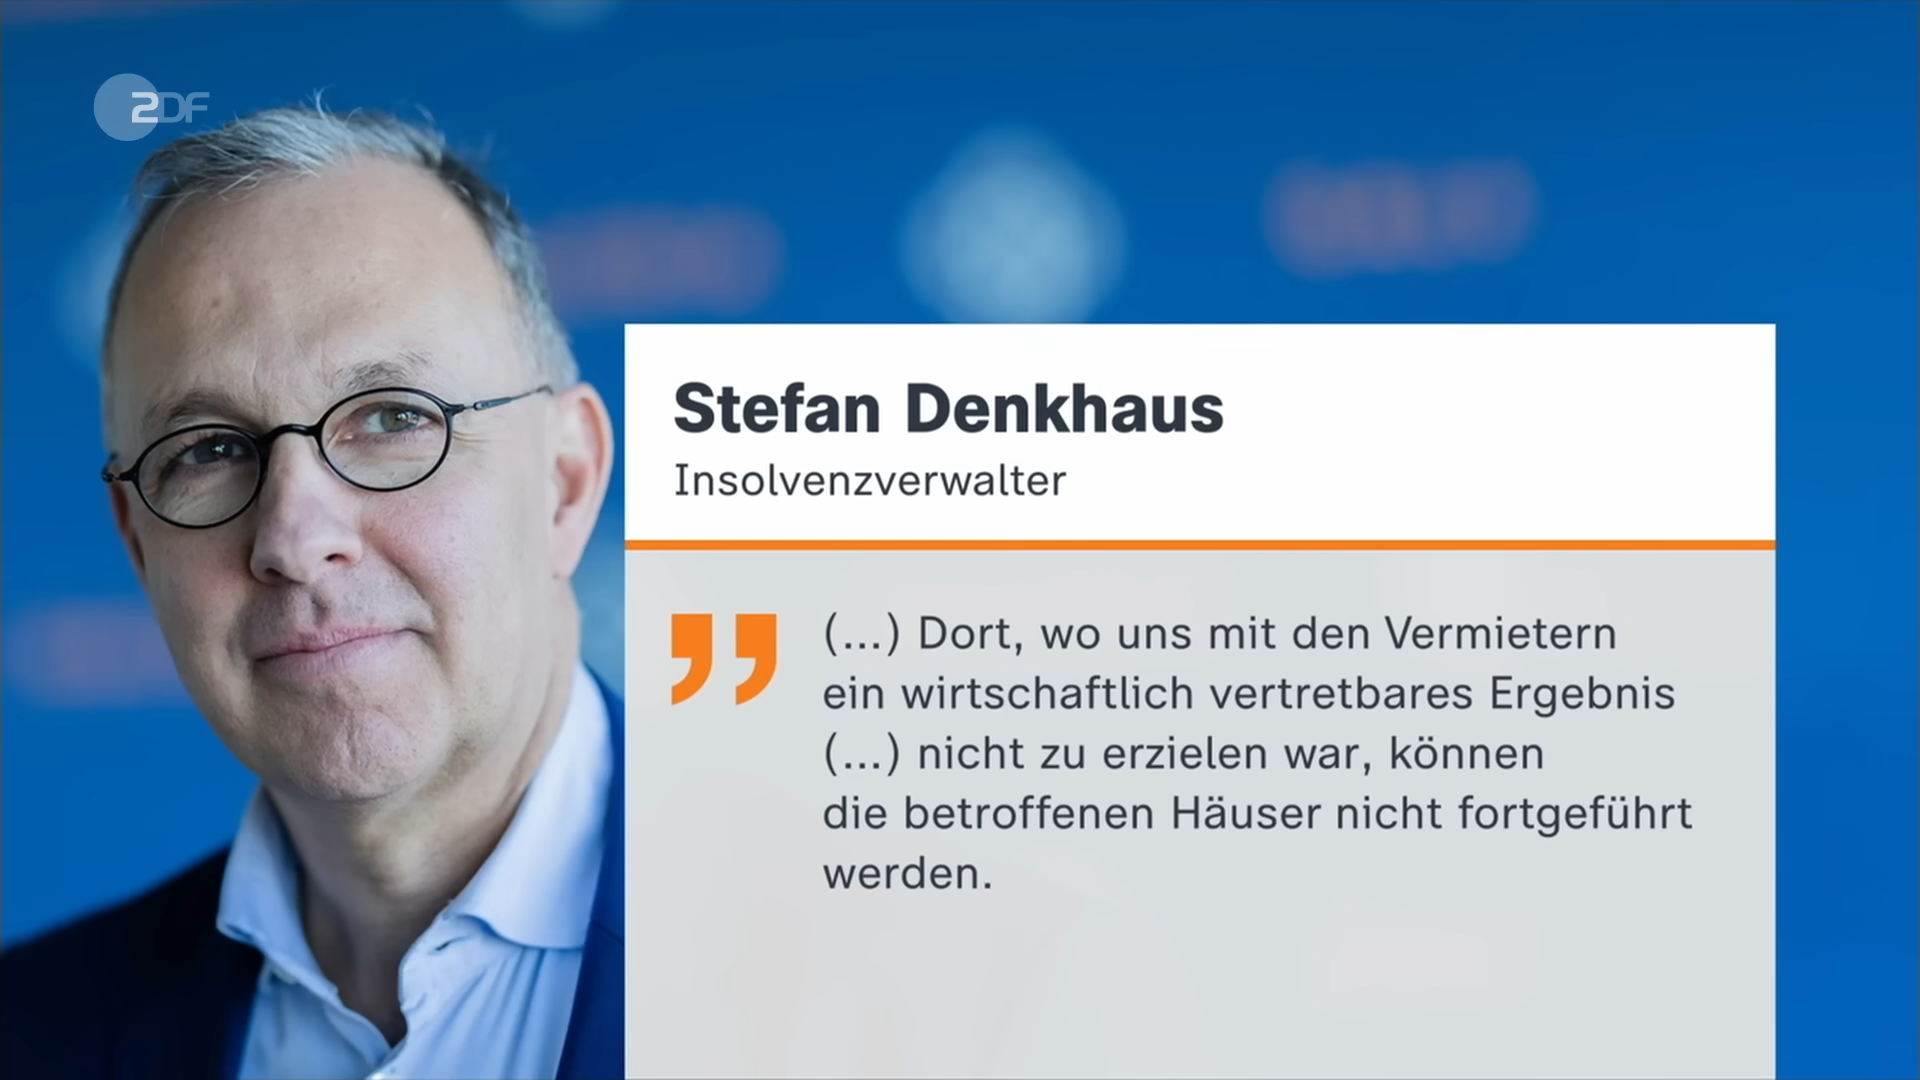 ZDF
Stefan Denkhaus
Insolvenzverwalter
(...) Dort, wo uns mit den Vermietern
ein wirtschaftlich vertretbares Ergebnis
(...) nicht zu erzielen war, können
die betroffenen Häuser nicht fortgeführt
werden.